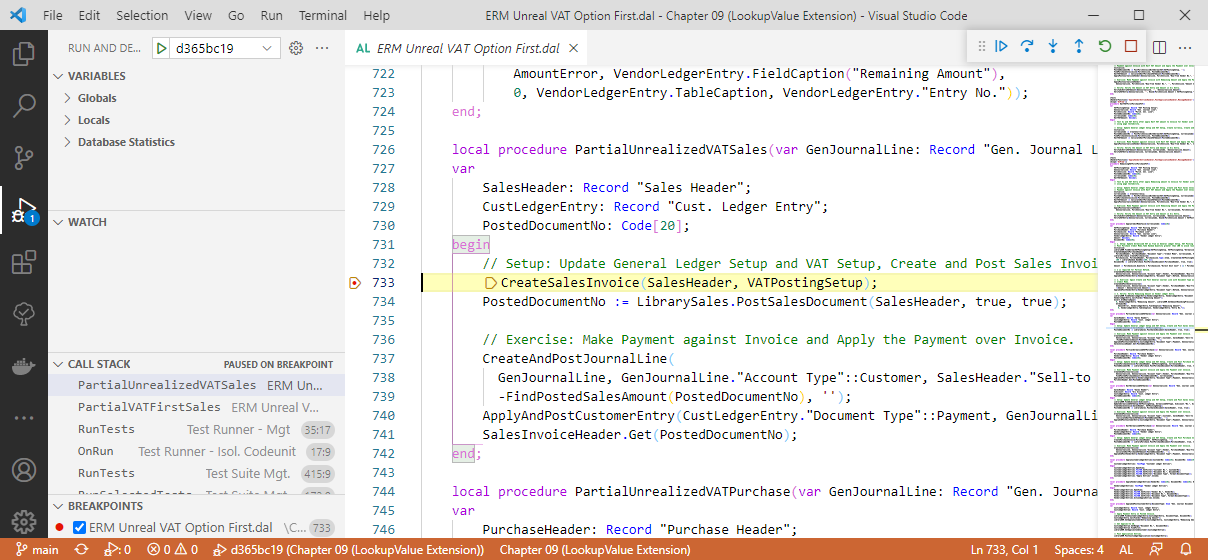 File Edit Selection View Go Run Terminal Help ERM Unreal VAT Option First.dal - Chapter 09 (LookupValue Extension) - Visual Studio Code
RUN AND DE... d365bc19 ...
VARIABLES
Globals
Locals
Database Statistics
WATCH
CALL STACK PAUSED ON BREAKPOINT
PartialUnrealizedVATSales ERM Un...
PartialVATFirstSales ERM Unreal V...
RunTests Test Runner - Mgt 35:17
OnRun Test Runner - Isol. Codeunit 17:9
RunTests Test Suite Mgt. 415:9
BREAKPOINTS
ERM Unreal VAT Option First.dal \C... 733
1
AL ERM Unreal VAT Option First.dal
722 AmountError, VendorLedgerEntry.FieldCaption("Remaining Amount"),
723 0, VendorLedgerEntry.TableCaption, VendorLedgerEntry."Entry No."));
724 end;
725
726 local procedure PartialUnrealizedVATSales(var GenJournalLine: Record "Gen. Journal L
727 var
728 SalesHeader: Record "Sales Header";
729 CustLedgerEntry: Record "Cust. Ledger Entry";
730 PostedDocumentNo: Code[20];
731 begin
732 // Setup: Update General Ledger Setup and VAT Setup, Create and Post Sales Invoi
733 CreateSalesInvoice(SalesHeader, VATPostingSetup);
734 PostedDocumentNo := LibrarySales.PostSalesDocument(SalesHeader, true, true);
735
736 // Exercise: Make Payment against Invoice and Apply the Payment over Invoice.
737 CreateAndPostJournalLine(
738 GenJournalLine, GenJournalLine."Account Type"::Customer, SalesHeader."Sell-to
739 -FindPostedSalesAmount(PostedDocumentNo), '');
740 ApplyAndPostCustomerEntry(CustLedgerEntry."Document Type"::Payment, GenJournalLi
741 SalesInvoiceHeader.Get(PostedDocumentNo);
742 end;
743
744 local procedure PartialUnrealizedVATPurchase(var GenJournalLine: Record "Gen. Journa
745 var
746 PurchaseHeader: Record "Purchase Header";
main 0 0 0 d365bc19 (Chapter 09 (LookupValue Extension)) Chapter 09 (LookupValue Extension) Ln 733, Col 1 Spaces: 4 AL